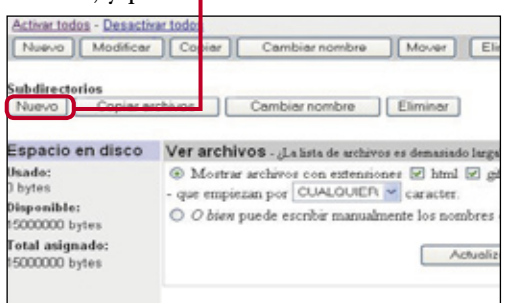 Activar todos - Desactivar todos
Nuevo Modificar Copiar Cambiar nombre Mover
Subdirectorios
Nuevo Copiar archivos Cambiar nombre Eliminar
Espacio en disco
Usado:
0 bytes
Disponible:
15000000 bytes
Total asignado:
15000000 bytes
Ver archivos - ¿La lista de archivos es demasiado larga
Mostrar archivos con extensiones html
- que empiezan por CUALQUIER caracter.
O bien puede escribir manualmente los nombres